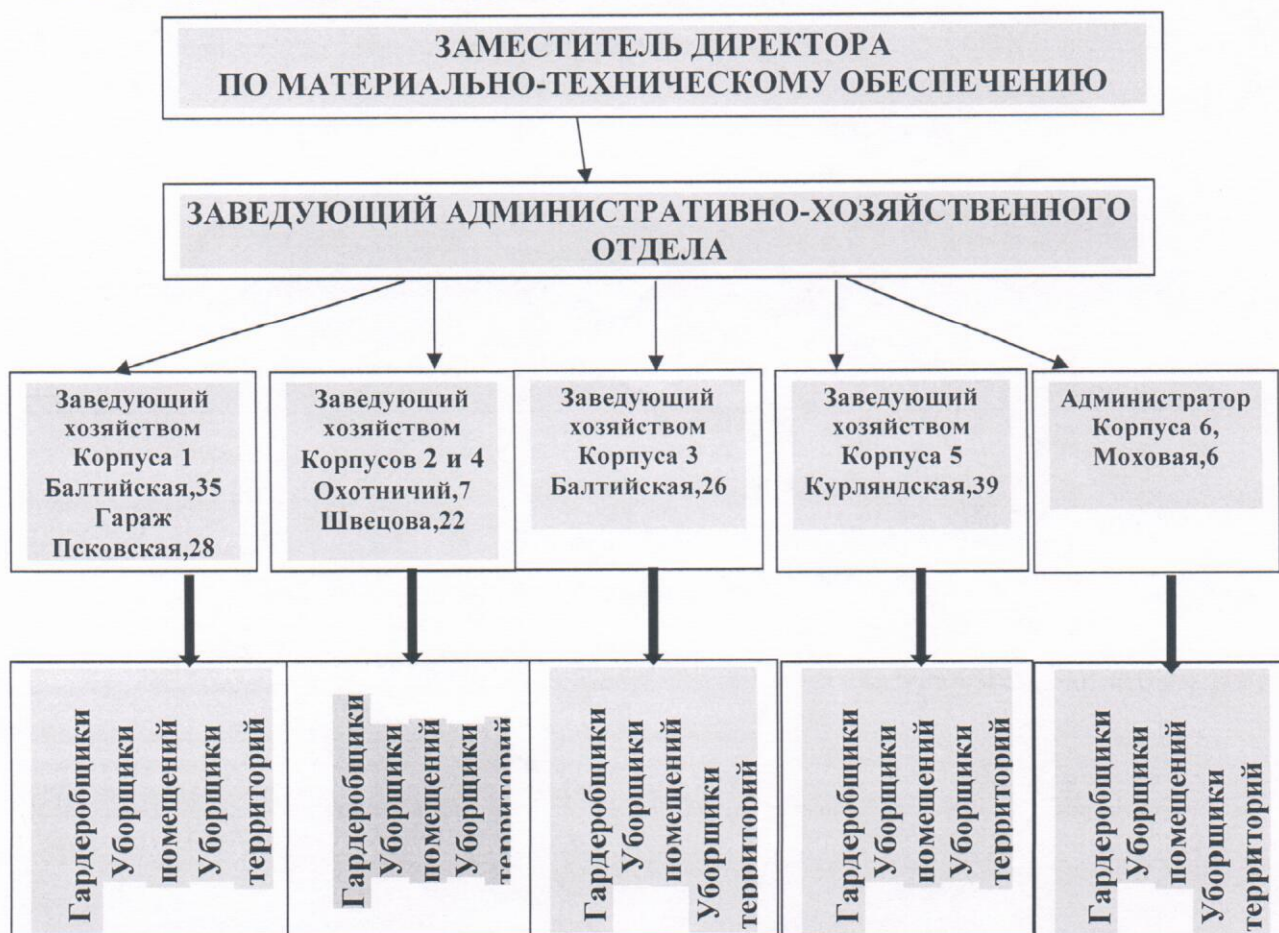 ЗАМЕСТИТЕЛЬ ДИРЕКТОРА
ПО МАТЕРИАЛЬНО-ТЕХНИЧЕСКОМУ ОБЕСПЕЧЕНИЮ
ЗАВЕДУЮЩИЙ АДМИНИСТРАТИВНО-ХОЗЯЙСТВЕННОГО
ОТДЕЛА
Заведующий
хозяйством
Корпуса 1
Балтийская,35
Гараж
Псковская,28
Заведующий
хозяйством
Корпусов 2 и 4
Охотничий,7
Швецова,22
Заведующий
хозяйством
Корпуса 3
Балтийская,26
Заведующий
хозяйством
Корпуса 5
Курляндская,39
Администратор
Корпуса 6,
Моховая,6
Гардеробщики
Уборщики
помещений
Уборщики
территорий
Гардеробщики
Уборщики
помещений
Уборщики
территорий
Гардеробщики
Уборщики
помещений
Уборщики
территорий
Гардеробщики
Уборщики
помещений
Уборщики
территорий
Гардеробщики
Уборщики
помещений
Уборщики
территорий